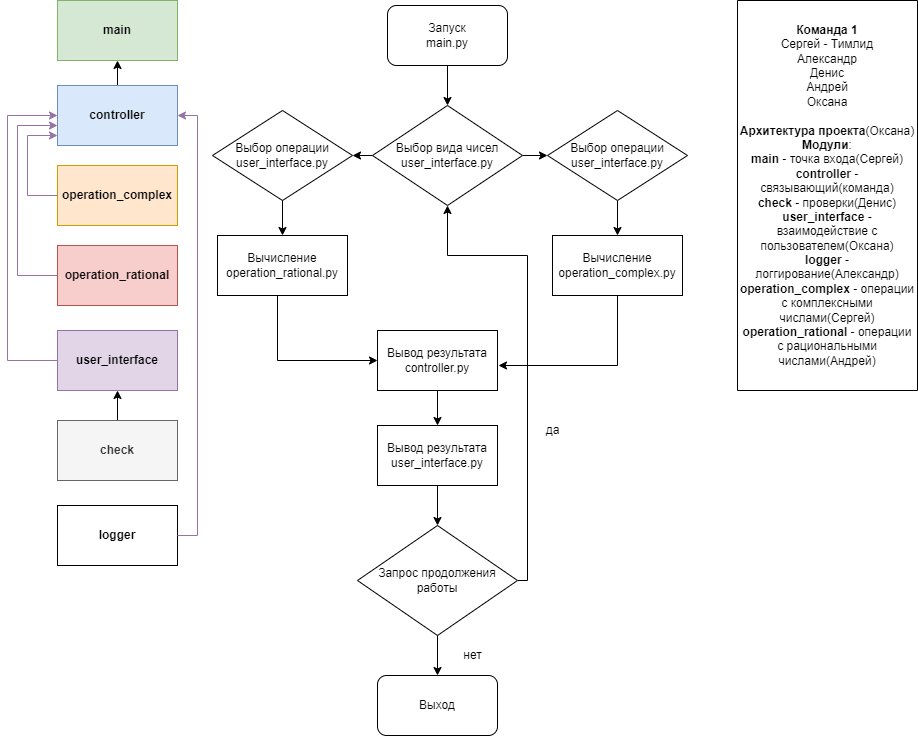 main
controller
operation_complex
operation_rational
user_interface
check
logger
Запуск
main.py
Выбор операции
user_interface.py
Выбор вида чисел
user_interface.py
Выбор операции
user_interface.py
Вычисление
operation_rational.py
Вычисление
operation_complex.py
Вывод результата
controller.py
да
Вывод результата
user_interface.py
Запрос продолжения
работы
нет
Выход
Команда 1
Сергей - Тимлид
Александр
Денис
Андрей
Оксана
Архитектура проекта(Оксана)
Модули:
main - точка входа(Сергей)
controller -
связывающий(команда)
check - проверки(Денис)
user_interface -
взаимодействие с
пользователем(Оксана)
logger -
логгирование(Александр)
operation_complex - операции
с комплексными
числами(Сергей)
operation_rational - операции
с рациональными
числами(Андрей)